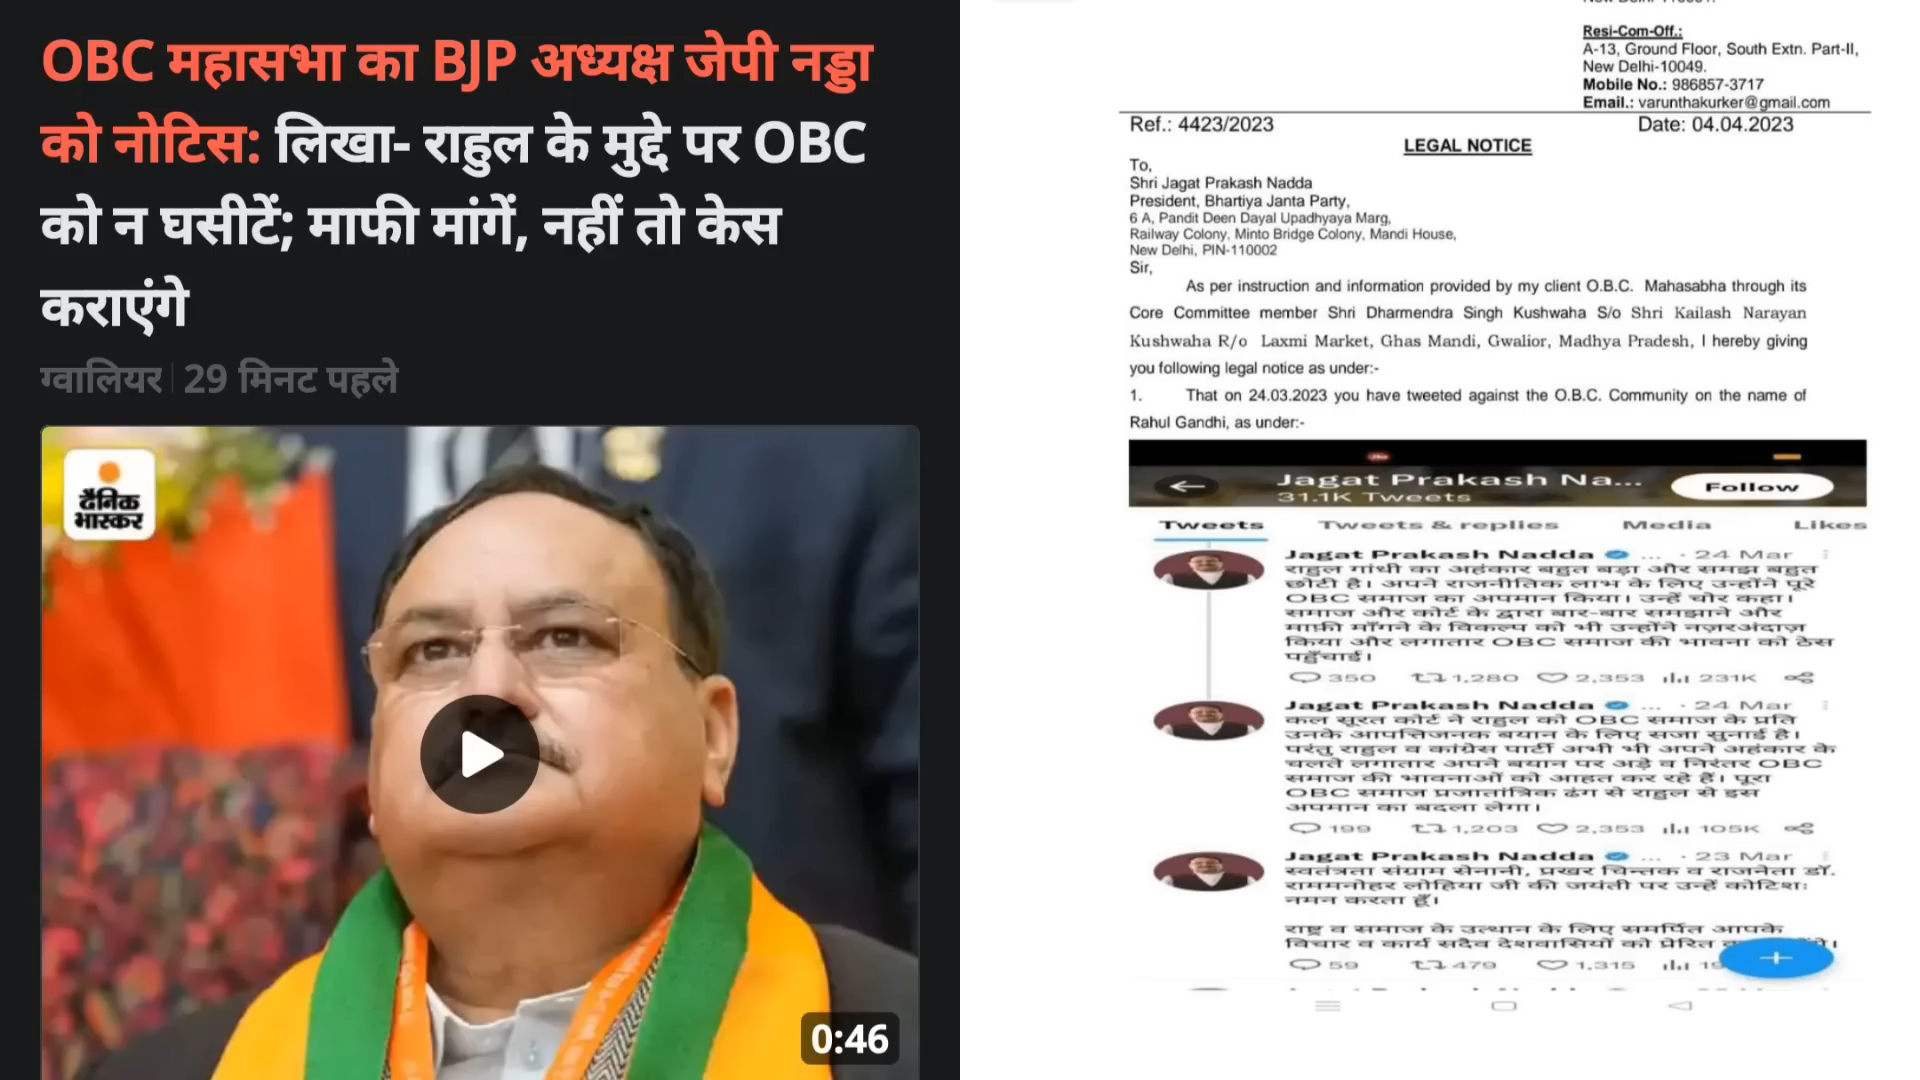 OBC महासभा का BJP अध्यक्ष जेपी नड्डा
को नोटिस: लिखा- राहुल के मुद्दे पर OBC
को न घसीटें; माफी मांगें, नहीं तो केस
कराएंगे
ग्वालियर 29 मिनट पहले
दैनिक
भास्कर
0:46
Resi-Com-Off.:
A-13, Ground Floor, South Extn. Part-II,
New Delhi-10049.
Mobile No.: 986857-3717
Email.: varunthakurker@gmail.com
Ref.: 4423/2023
Date: 04.04.2023
LEGAL NOTICE
To,
Shri Jagat Prakash Nadda
President, Bhartiya Janta Party,
6 A, Pandit Deen Dayal Upadhyaya Marg,
Railway Colony, Minto Bridge Colony, Mandi House,
New Delhi, PIN-110002
Sir,
As per instruction and information provided by my client O.B.C. Mahasabha through its
Core Committee member Shri Dharmendra Singh Kushwaha S/o Shri Kailash Narayan
Kushwaha R/o Laxmi Market, Ghas Mandi, Gwalior, Madhya Pradesh, I hereby giving
you following legal notice as under:-
1. That on 24.03.2023 you have tweeted against the O.B.C. Community on the name of
Rahul Gandhi, as under:-
Jagat Prakash Na...
31.1K Tweets
Follow
Tweets Tweets & replies Media Likes
Jagat Prakash Nadda ... · 24 Mar
राहुल गांधी का अहंकार बहुत बड़ा और समझ बहुत
छोटी है। अपने राजनीतिक लाभ के लिए उन्होंने पूरे
OBC समाज का अपमान किया। उन्हें चोर कहा।
समाज और कोर्ट के द्वारा बार-बार समझाने और
माफ़ी माँगने के विकल्प को भी उन्होंने नज़रअंदाज़
किया और लगातार OBC समाज की भावना को ठेस
पहुँचाई।
350 1,280 2,353 231K
Jagat Prakash Nadda ... · 24 Mar
कल सूरत कोर्ट ने राहुल को OBC समाज के प्रति
उनके आपत्तिजनक बयान के लिए सजा सुनाई है।
परंतु राहुल व कांग्रेस पार्टी अभी भी अपने अहंकार के
चलते लगातार अपने बयान पर अड़े व निरंतर OBC
समाज की भावनाओं को आहत कर रहे हैं। पूरा
OBC समाज प्रजातांत्रिक ढंग से राहुल से इस
अपमान का बदला लेगा।
199 1,203 2,353 105K
Jagat Prakash Nadda ... · 23 Mar
स्वतंत्रता संग्राम सेनानी, प्रखर चिन्तक व राजनेता डॉ.
राममनोहर लोहिया जी की जयंती पर उन्हें कोटिशः
नमन करता हूँ।
राष्ट्र व समाज के उत्थान के लिए समर्पित आपके
विचार व कार्य सदैव देशवासियों को प्रेरित
59 479 1,315